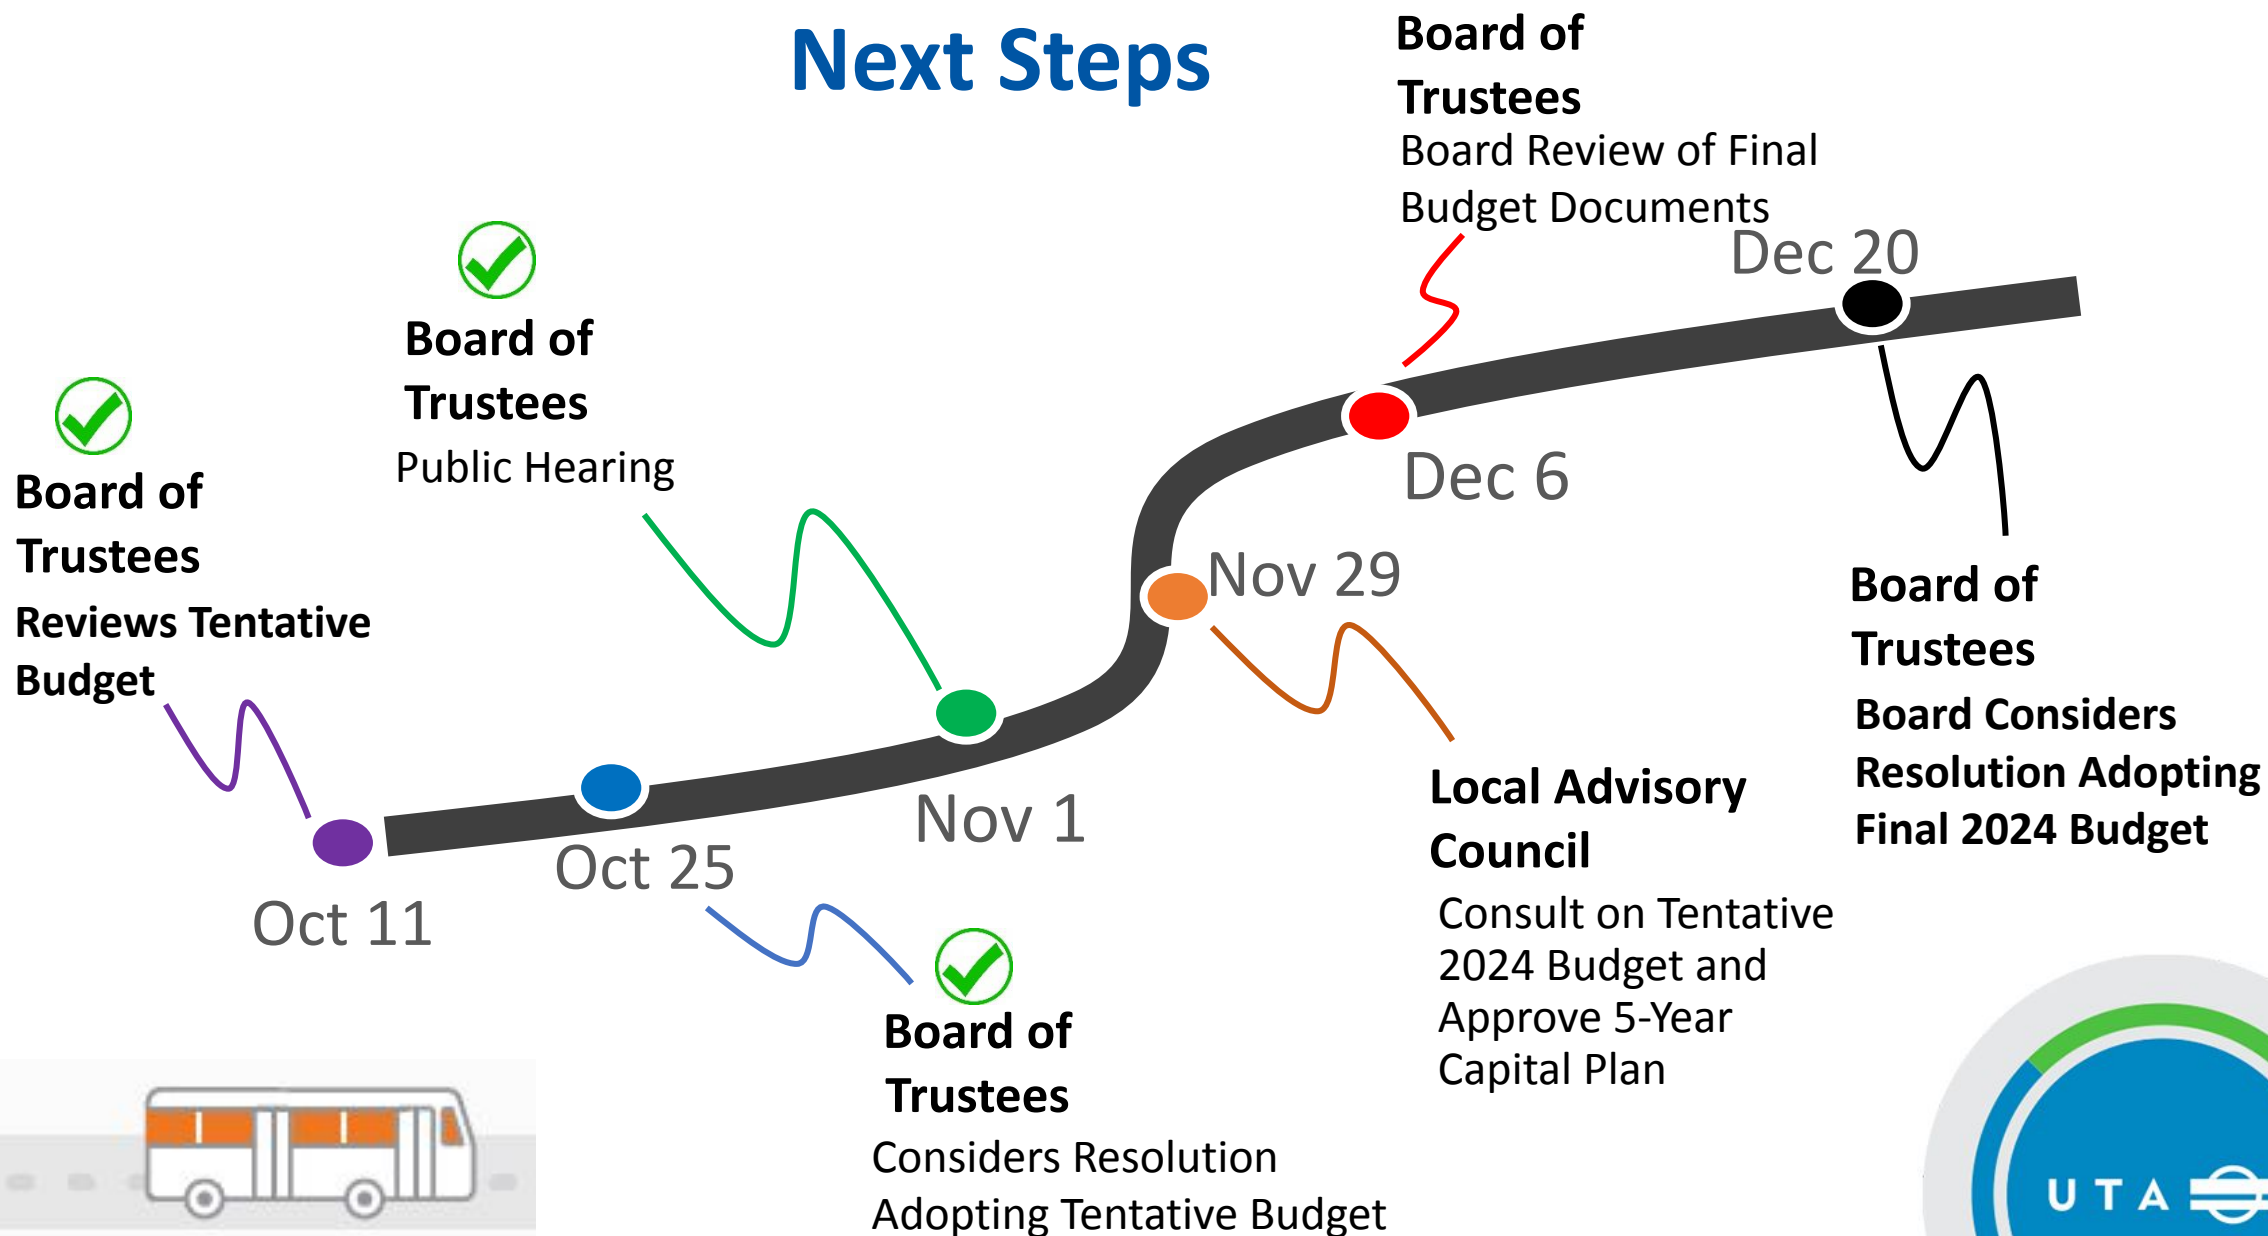 Next Steps
Board of
Trustees
Reviews Tentative
Budget
Oct 11
Board of
Trustees
Public Hearing
Nov 1
Oct 25
Board of
Trustees
Considers Resolution
Adopting Tentative Budget
Nov 29
Local Advisory
Council
Consult on Tentative
2024 Budget and
Approve 5-Year
Capital Plan
Board of
Trustees
Board Review of Final
Budget Documents
Dec 6
Dec 20
Board of
Trustees
Board Considers
Resolution Adopting
Final 2024 Budget
UTA